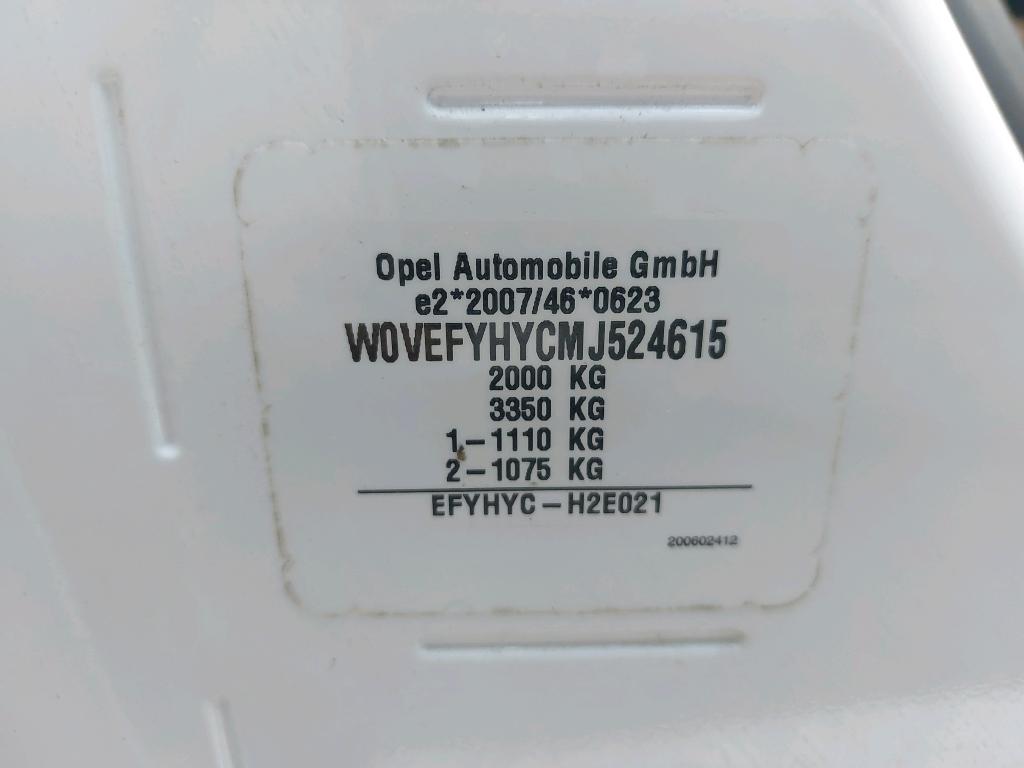 Opel Automobile GmbH
e2*2007/46*0623
W0VEFYHYCMJ524615
2000 KG
3350 KG
1-1110 KG
2-1075 KG
EFYHYC-H2E021
200602412